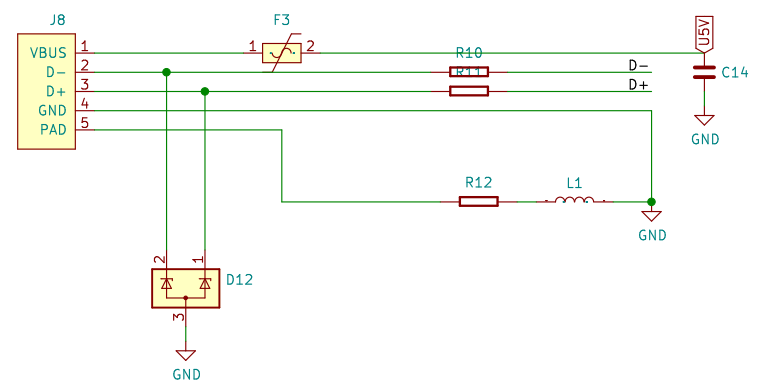 J8
F3
U5V
VBUS 1
1 2
R10
D- 2
R11
D-
C14
D+ 3
D+
GND 4
PAD 5
GND
R12
L1
GND
2 1
D12
3
GND